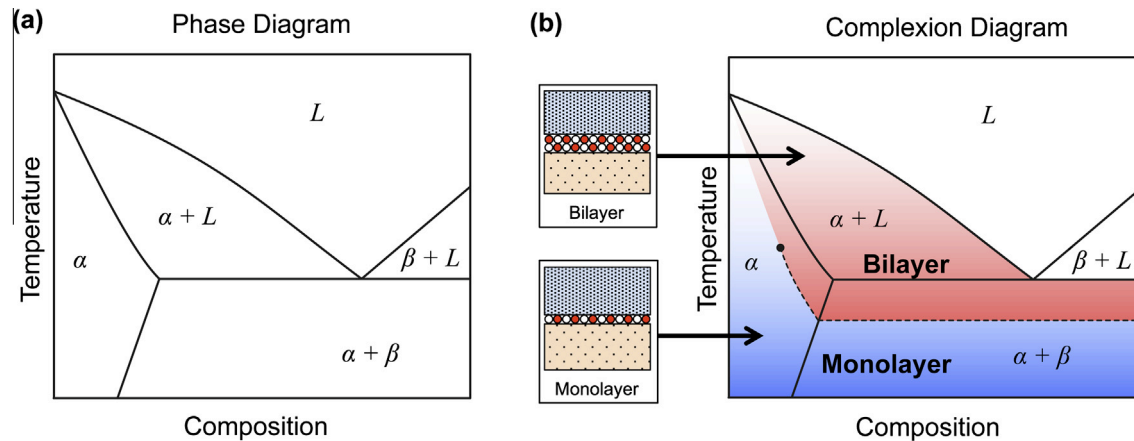 (a)
Phase Diagram
Temperature
L
α + L
α
β + L
α + β
Composition
(b)
Complexion Diagram
Bilayer
Monolayer
Temperature
L
α + L
α
Bilayer
β + L
Monolayer
α + β
Composition